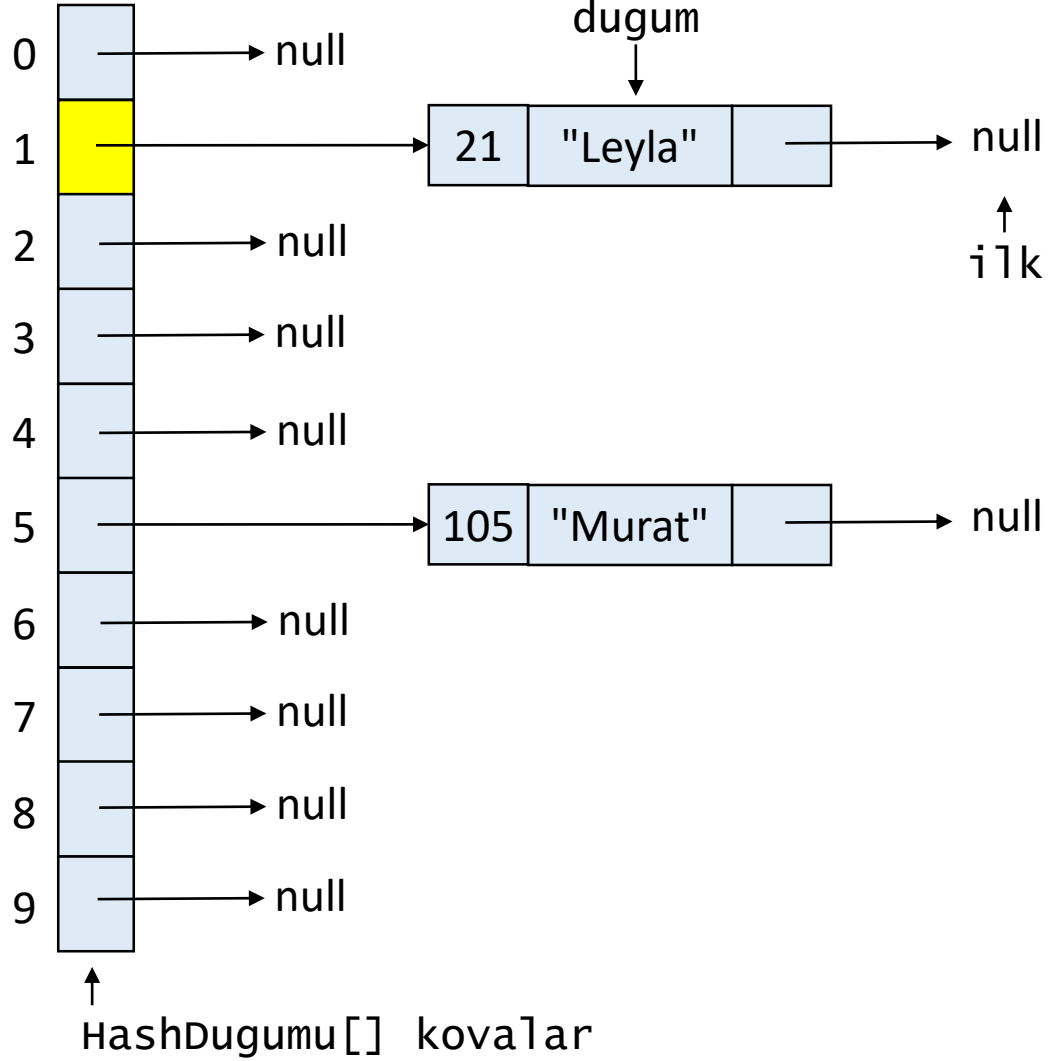 dugum
0 null
1 21 "Leyla" null
2 null
ilk
3 null
4 null
5 105 "Murat" null
6 null
7 null
8 null
9 null
HashDugumu[] kovalar